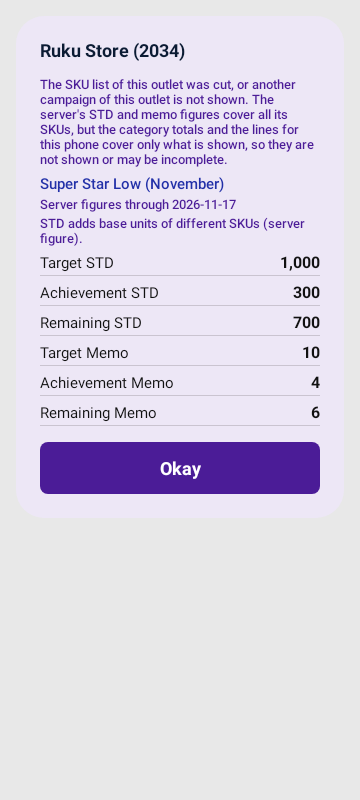 Ruku Store (2034)
The SKU list of this outlet was cut, or another
campaign of this outlet is not shown. The
server's STD and memo figures cover all its
SKUs, but the category totals and the lines for
this phone cover only what is shown, so they are
not shown or may be incomplete.
Super Star Low (November)
Server figures through 2026-11-17
STD adds base units of different SKUs (server
figure).
Target STD 1,000
Achievement STD 300
Remaining STD 700
Target Memo 10
Achievement Memo 4
Remaining Memo 6
Okay